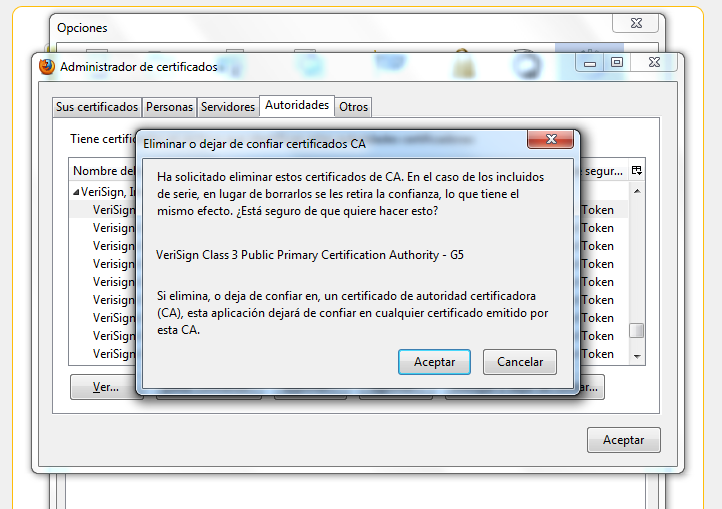 Opciones
Administrador de certificados
Sus certificados Personas Servidores Autoridades Otros
Tiene certif
Eliminar o dejar de confiar certificados CA
Nombre del
e segur...
Ha solicitado eliminar estos certificados de CA. En el caso de los incluidos
de serie, en lugar de borrarlos se les retira la confianza, lo que tiene el
mismo efecto. ¿Está seguro de que quiere hacer esto?
VeriSign Class 3 Public Primary Certification Authority - G5
Si elimina, o deja de confiar en, un certificado de autoridad certificadora
(CA), esta aplicación dejará de confiar en cualquier certificado emitido por
esta CA.
Aceptar Cancelar
VeriSign, In
VeriSign Token
Verisign Token
Verisign Token
Verisign Token
Verisign Token
VeriSign Token
VeriSign Token
VeriSign Token
VeriSign Token
Ver... ar...
Aceptar